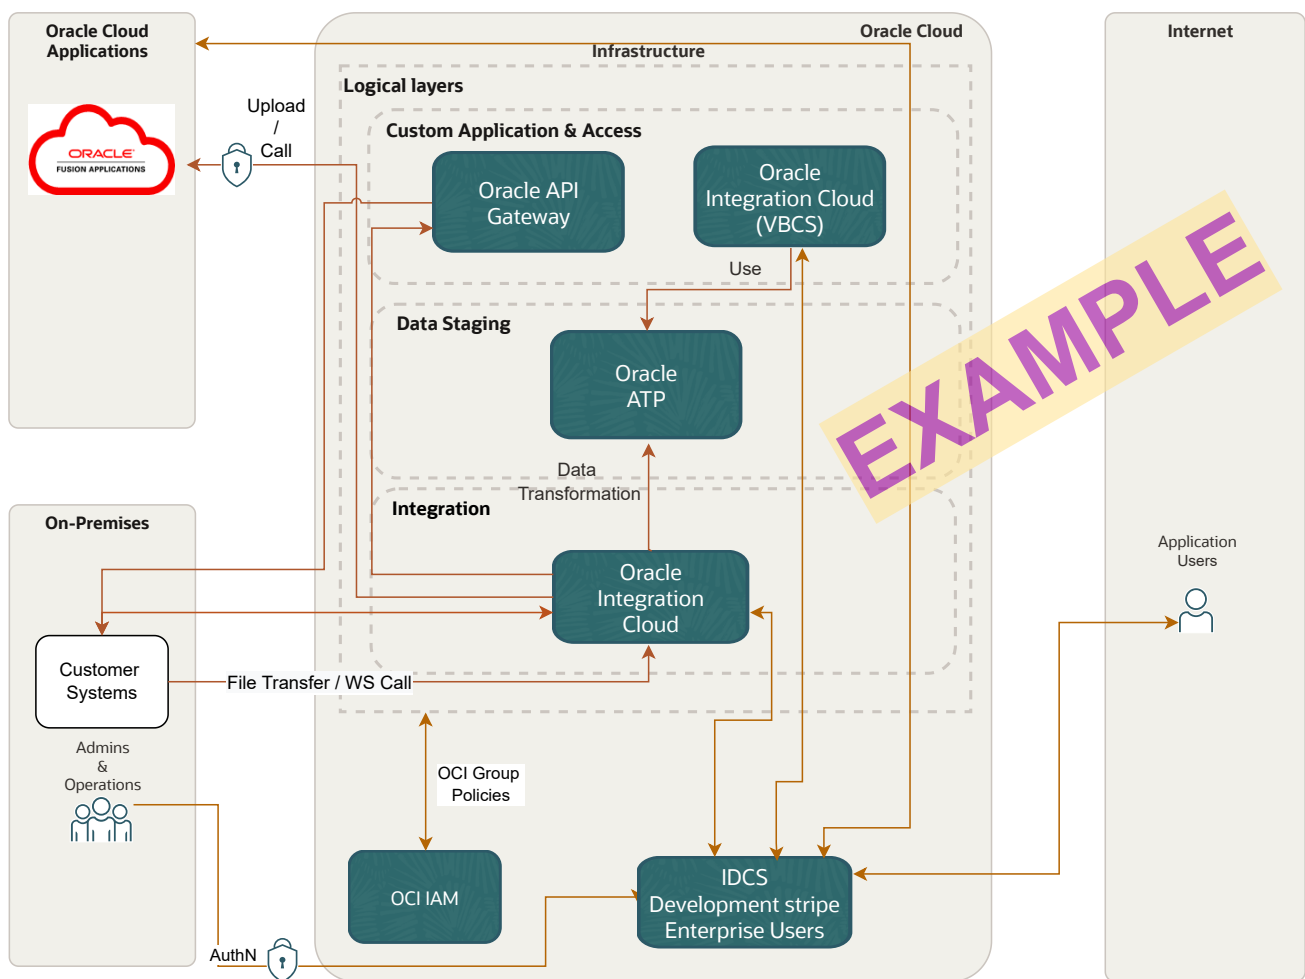 Oracle Cloud
Applications
ORACLE
FUSION APPLICATIONS
Upload
/
Call
Oracle Cloud
Infrastructure
Logical layers
Custom Application & Access
Oracle API
Gateway
Oracle
Integration Cloud
(VBCS)
Use
Data Staging
Oracle
ATP
Data
Transformation
Integration
Oracle
Integration
Cloud
EXAMPLE
Internet
Application
Users
On-Premises
Customer
Systems
File Transfer / WS Call
Admins
&
Operations
OCI Group
Policies
OCI IAM
IDCS
Development stripe
Enterprise Users
AuthN